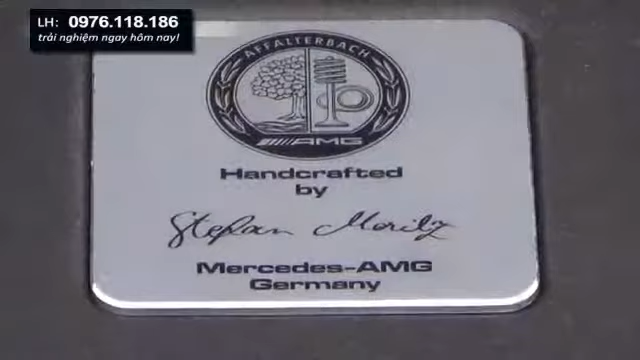 LH: 0976.118.186
trải nghiệm ngay hôm nay!
AFFALTERBACH
AMG
Handcrafted
by
Stefan Moritz
Mercedes-AMG
Germany